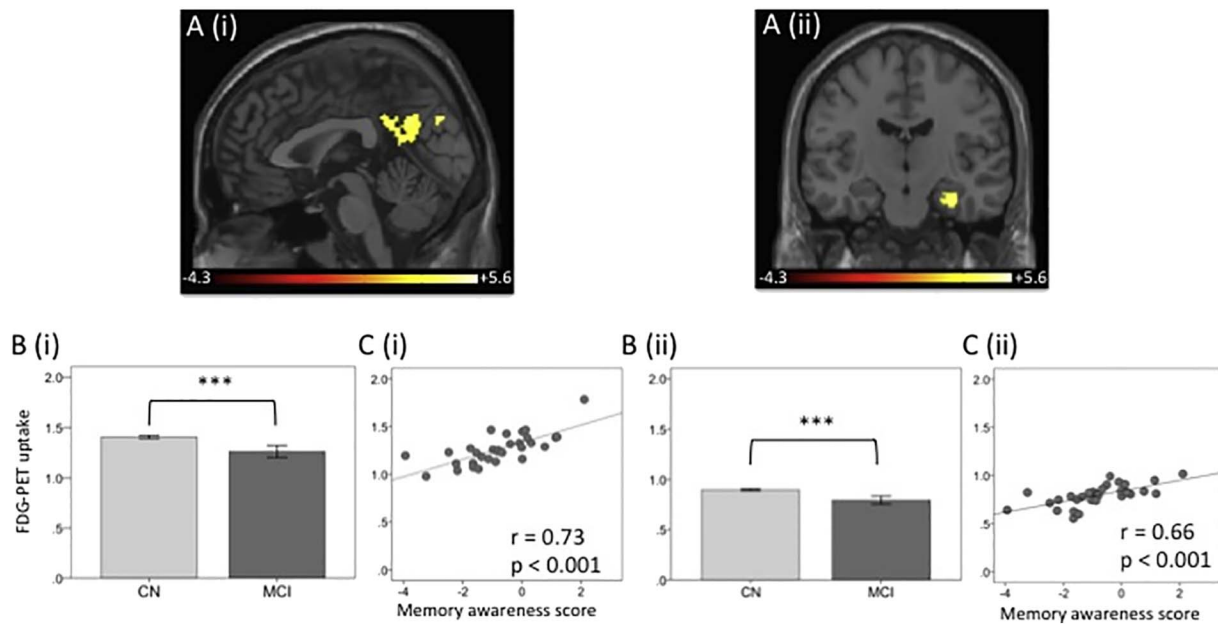 A (i)
A (ii)
-4.3
+5.6
-4.3
+5.6
B (i)
C (i)
B (ii)
C (ii)
FDG-PET uptake
2.0
1.5
1.0
.5
.0
***
CN
MCI
2.0
1.5
1.0
.5
.0
r = 0.73
p < 0.001
-4
-2
0
2
Memory awareness score
2.0
1.5
1.0
.5
.0
***
CN
MCI
2.0
1.5
1.0
.5
.0
r = 0.66
p < 0.001
-4
-2
0
2
Memory awareness score